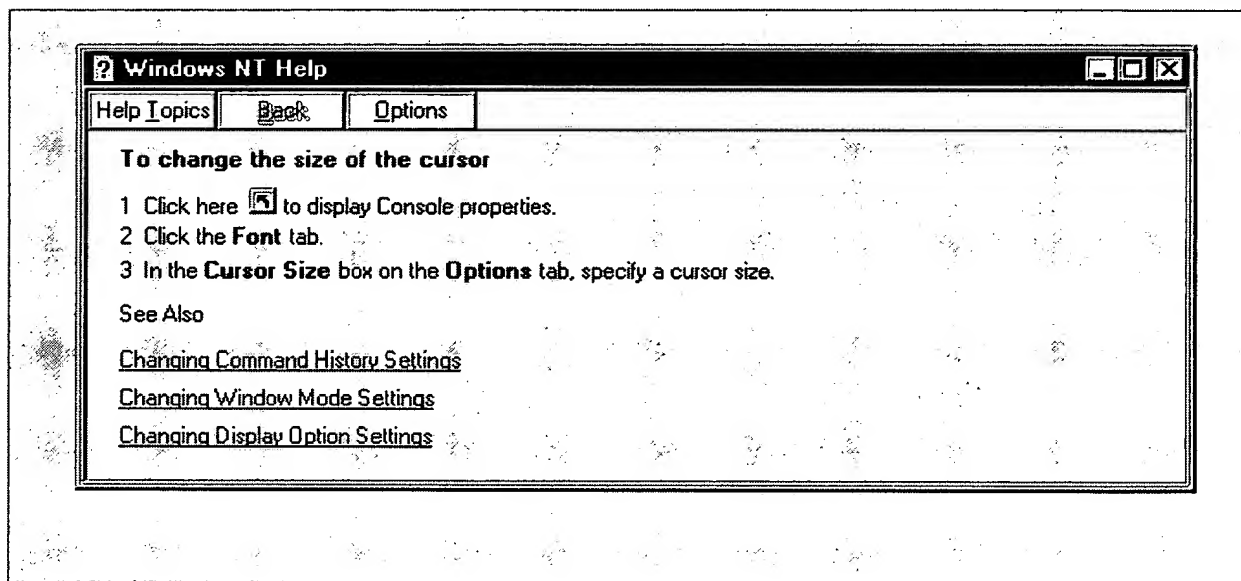 Windows NT Help
Help Topics Back Options
To change the size of the cursor
1 Click here to display Console properties.
2 Click the Font tab.
3 In the Cursor Size box on the Options tab, specify a cursor size.
See Also
Changing Command History Settings
Changing Window Mode Settings
Changing Display Option Settings